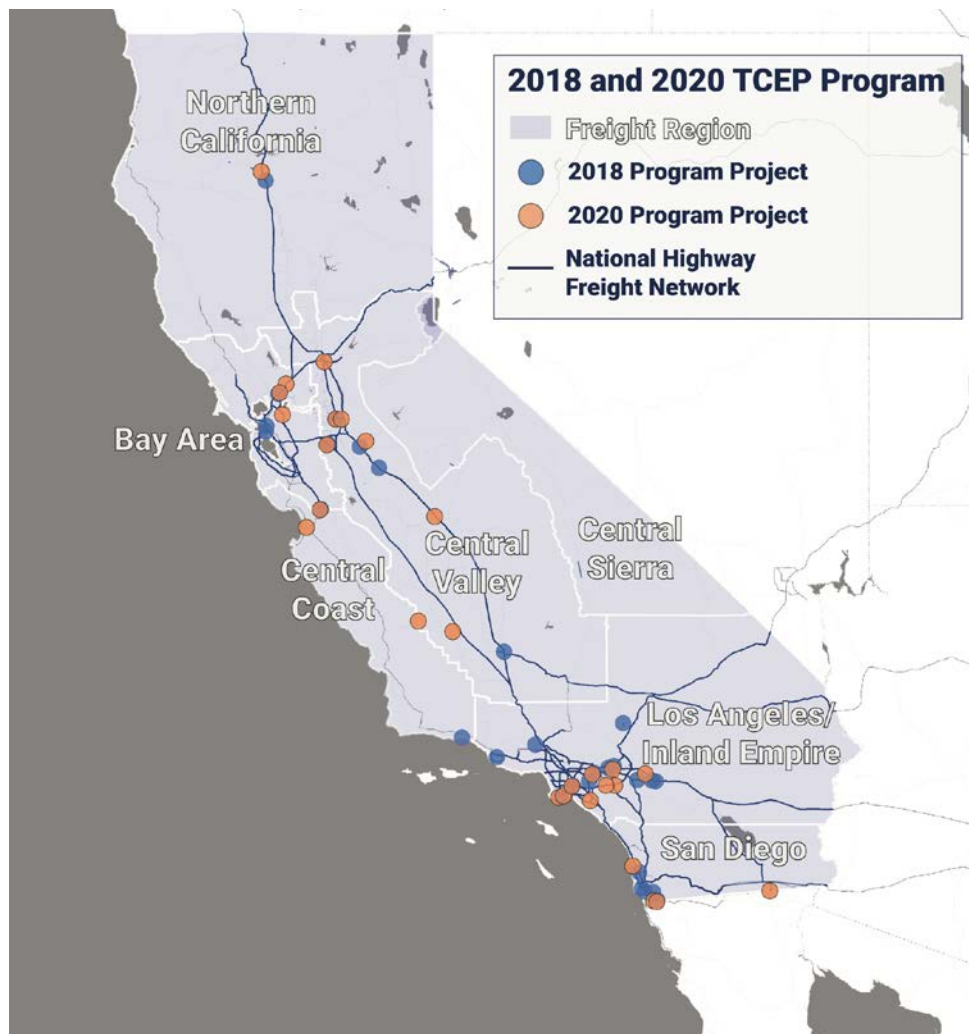 2018 and 2020 TCEP Program
Freight Region
2018 Program Project
2020 Program Project
National Highway
Freight Network
Northern
California
Bay Area
Central
Coast
Central
Valley
Central
Sierra
Los Angeles/
Inland Empire
San Diego